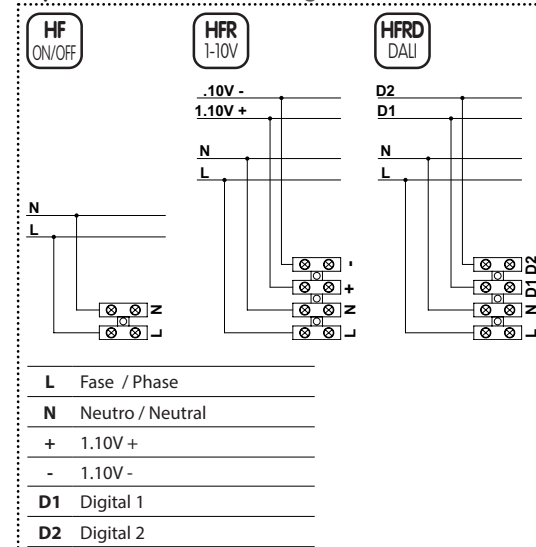 HF
ON/OFF
HFR
1-10V
HFRD
DALI
.10V -
1.10V +
N
L
D2
D1
N
L
N
L
N
L
-
+
N
L
D2
D1
N
L
L Fase / Phase
N Neutro / Neutral
+ 1.10V +
- 1.10V -
D1 Digital 1
D2 Digital 2